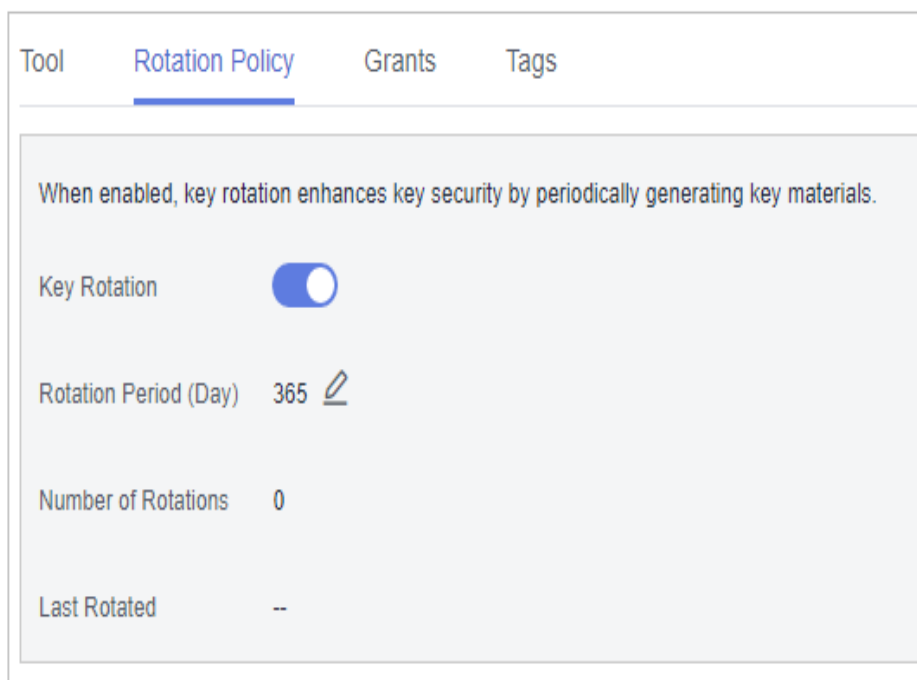 Tool Rotation Policy Grants Tags
When enabled, key rotation enhances key security by periodically generating key materials.
Key Rotation
Rotation Period (Day) 365
Number of Rotations 0
Last Rotated --